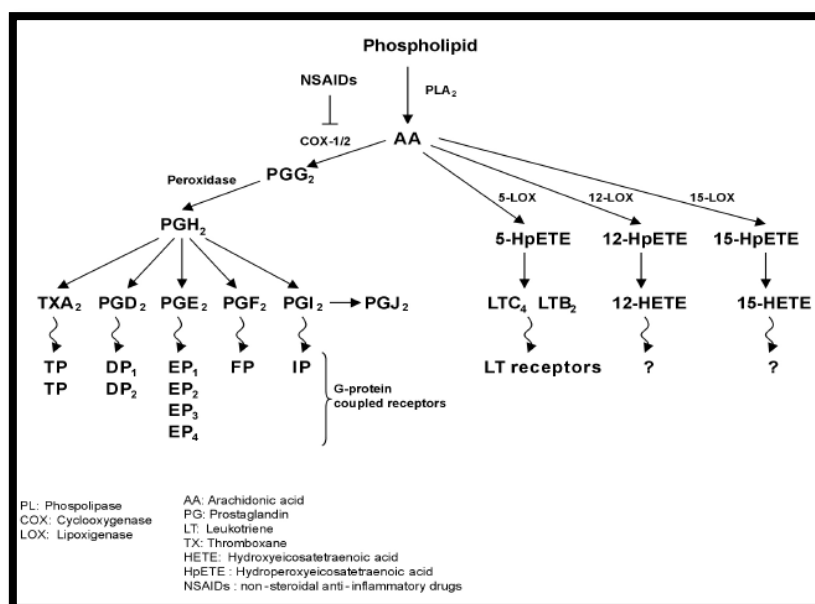 Phospholipid
NSAIDs
PLA₂
COX-1/2
AA
Peroxidase
PGG₂
5-LOX 12-LOX 15-LOX
PGH₂
5-HpETE 12-HpETE 15-HpETE
TXA₂ PGD₂ PGE₂ PGF₂ PGI₂ PGJ₂ LTC₄ LTB₂ 12-HETE 15-HETE
TP DP₁ EP₁ FP IP LT receptors ? ?
TP DP₂ EP₂
EP₃
EP₄
G-protein
coupled receptors
PL: Phospolipase
COX: Cyclooxygenase
LOX: Lipoxigenase
AA: Arachidonic acid
PG: Prostaglandin
LT: Leukotriene
TX: Thromboxane
HETE: Hydroxyeicosatetraenoic acid
HpETE : Hydroperoxyeicosatetraenoic acid
NSAIDs : non-steroidal anti-inflammatory drugs